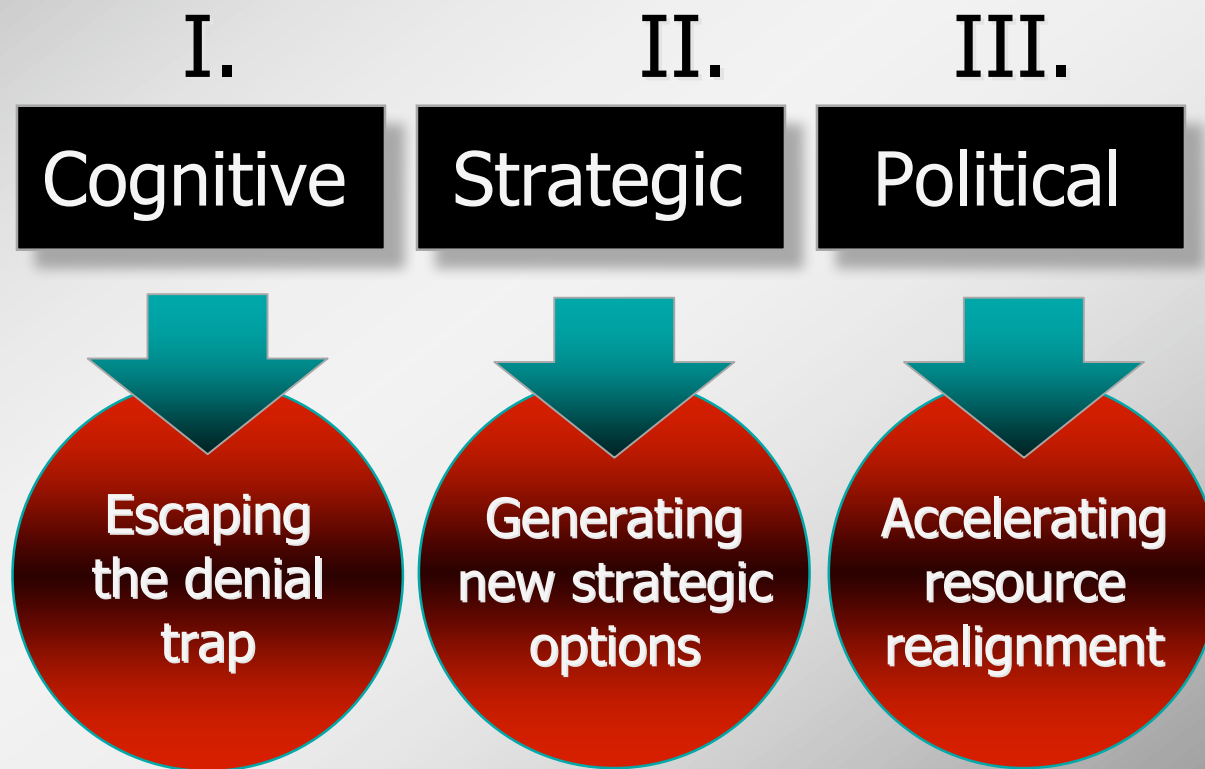 I.
II.
III.
Cognitive
Strategic
Political
Escaping
the denial
trap
Generating
new strategic
options
Accelerating
resource
realignment